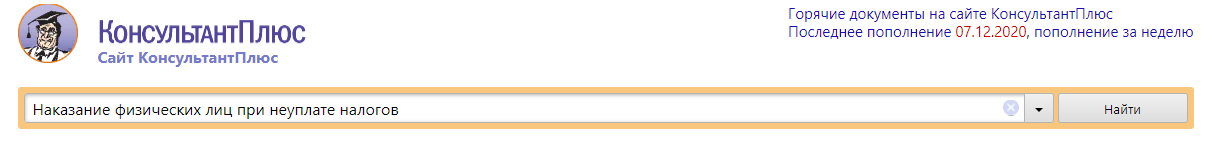 КонсультантПлюс
Сайт КонсультантПлюс
Горячие документы на сайте КонсультантПлюс
Последнее пополнение 07.12.2020, пополнение за неделю
Наказание физических лиц при неуплате налогов
Найти